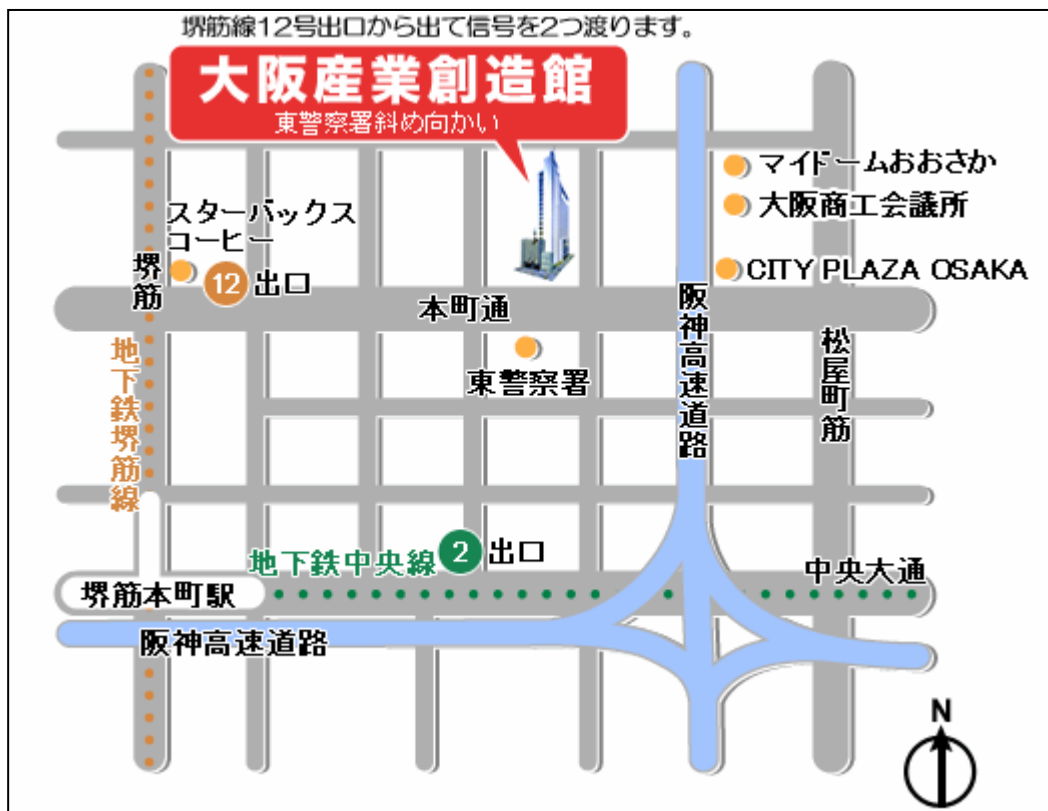 堺筋線12号出口から出て信号を2つ渡ります。
大阪産業創造館
東警察署斜め向かい
マイドームおおさか
大阪商工会議所
スターバックス
コーヒー
堺筋
12 出口
CITY PLAZA OSAKA
本町通
阪神高速道路
松屋町筋
地下鉄堺筋線
東警察署
地下鉄中央線
2 出口
中央大通
堺筋本町駅
阪神高速道路
N